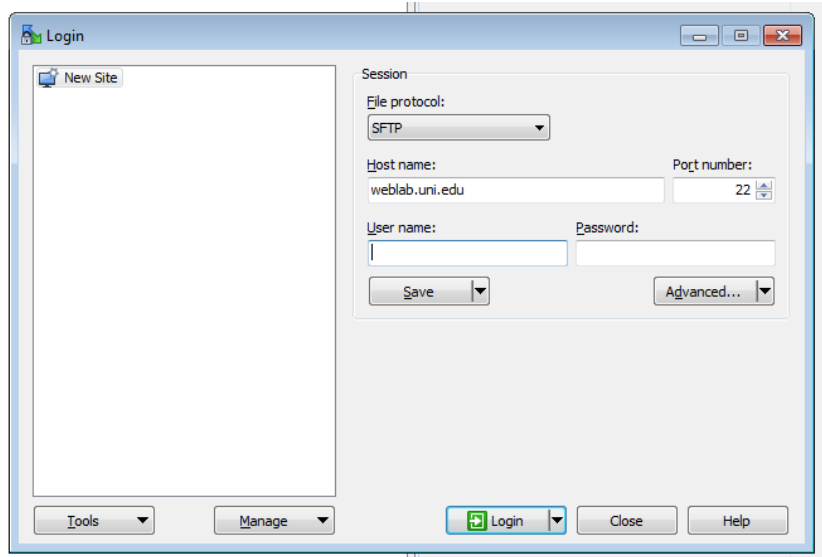 Login
New Site
Session
File protocol:
SFTP
Host name:
Port number:
weblab.uni.edu
22
User name:
Password:
Save
Advanced...
Tools
Manage
Login
Close
Help